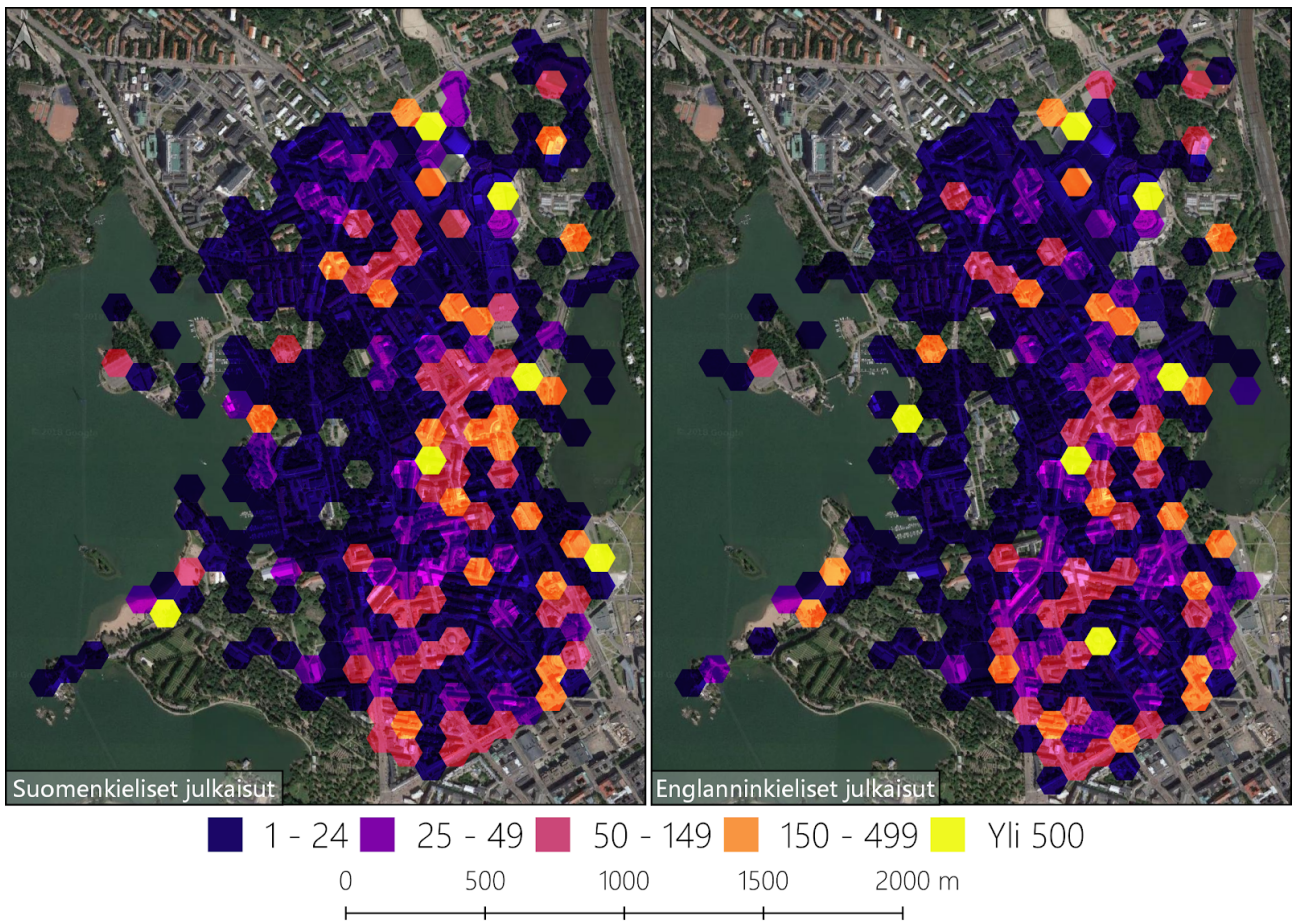 Suomenkieliset julkaisut
Englanninkieliset julkaisut
1 - 24
25 - 49
50 - 149
150 - 499
Yli 500
0
500
1000
1500
2000 m